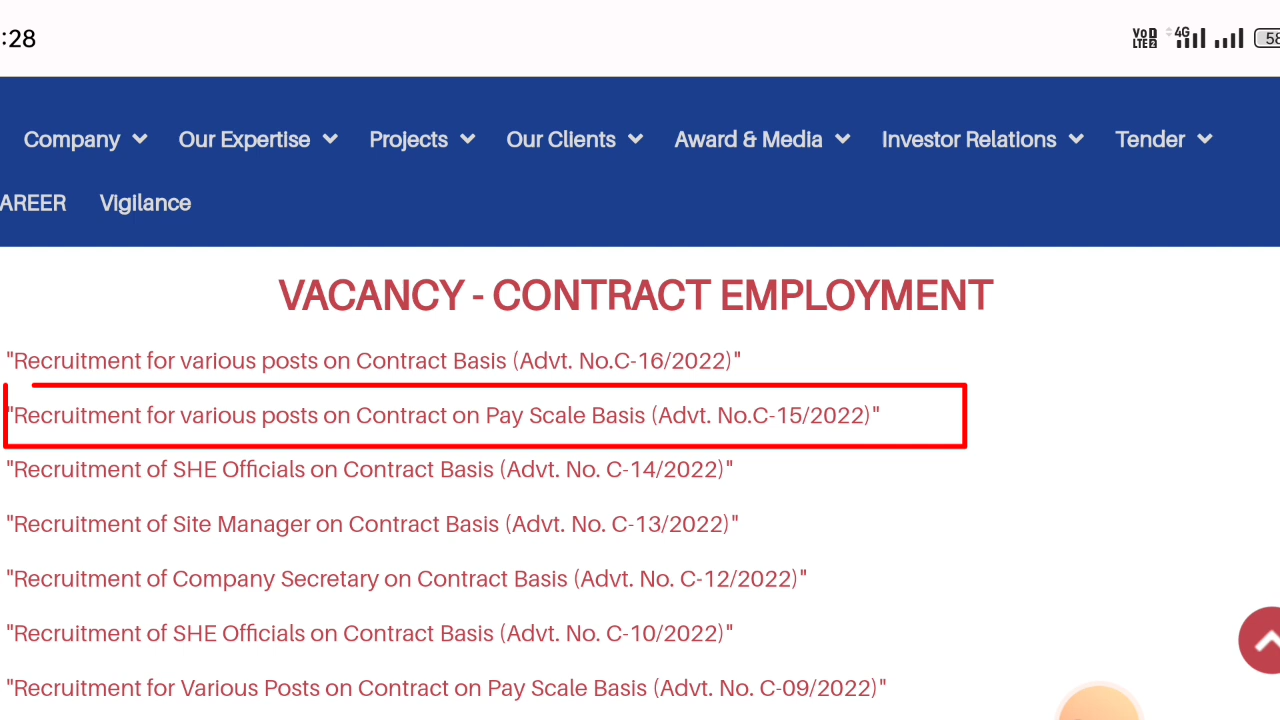 :28 VoD LTE2 4G 58
Company Our Expertise Projects Our Clients Award & Media Investor Relations Tender
AREER Vigilance
VACANCY - CONTRACT EMPLOYMENT
"Recruitment for various posts on Contract Basis (Advt. No.C-16/2022)"
"Recruitment for various posts on Contract on Pay Scale Basis (Advt. No.C-15/2022)"
"Recruitment of SHE Officials on Contract Basis (Advt. No. C-14/2022)"
"Recruitment of Site Manager on Contract Basis (Advt. No. C-13/2022)"
"Recruitment of Company Secretary on Contract Basis (Advt. No. C-12/2022)"
"Recruitment of SHE Officials on Contract Basis (Advt. No. C-10/2022)"
"Recruitment for Various Posts on Contract on Pay Scale Basis (Advt. No. C-09/2022)"